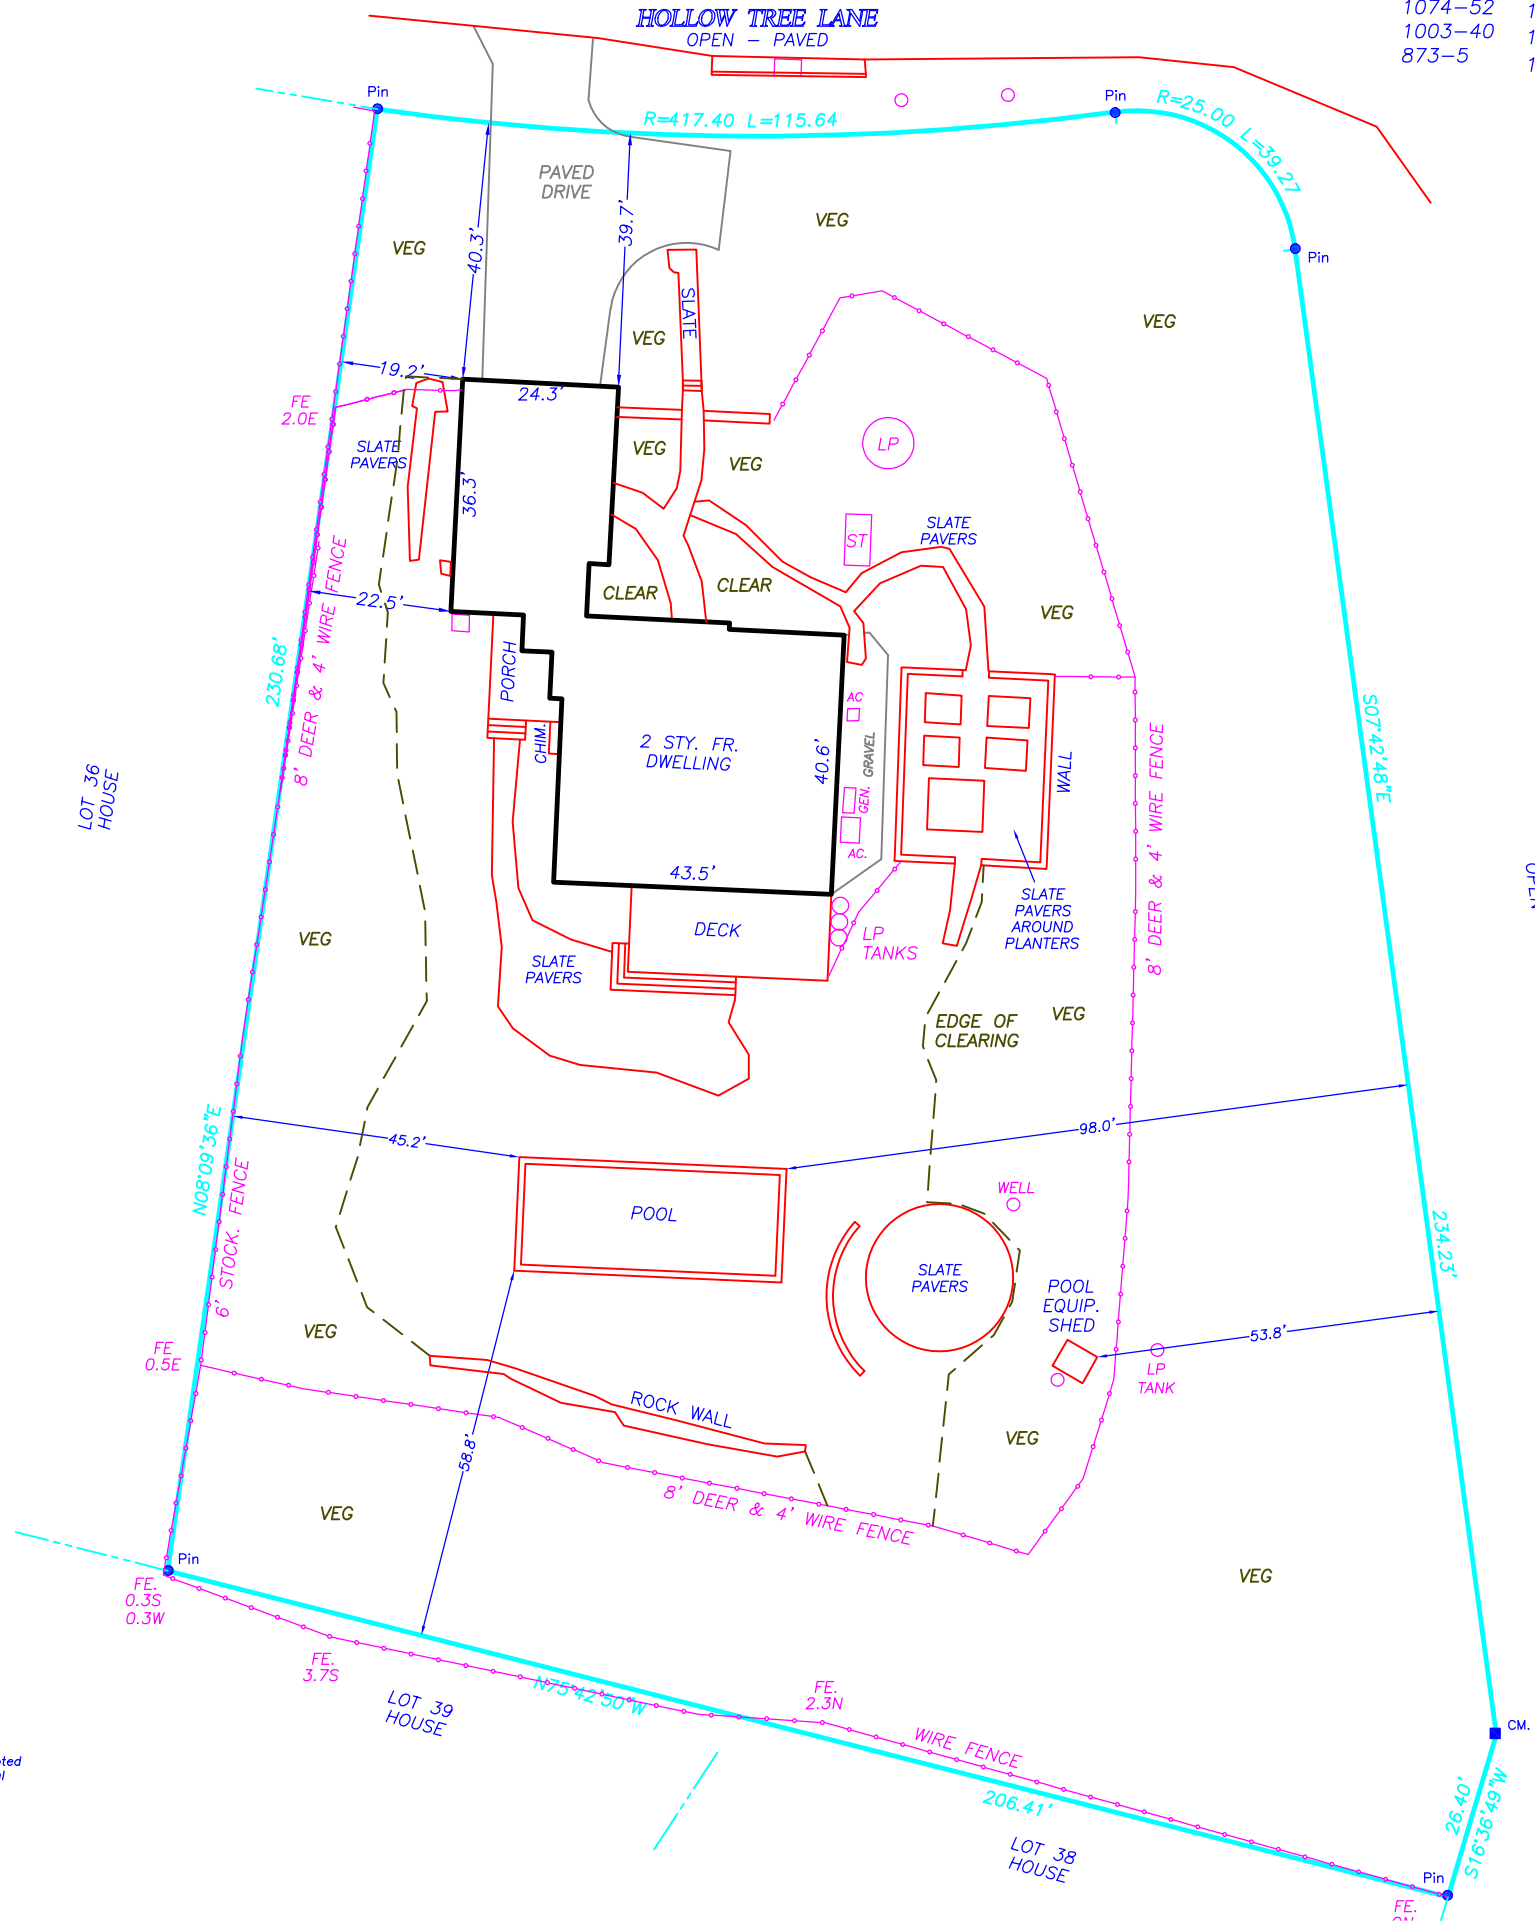 HOLLOW TREE LANE
OPEN - PAVED
1074-52
1003-40
873-5
1
1
1
Pin
R=417.40 L=115.64
Pin
R=25.00 L=39.27
Pin
PAVED
DRIVE
VEG
VEG
VEG
40.3'
39.7'
SLATE
VEG
19.2'
24.3'
FE
2.0E
SLATE
PAVERS
36.3'
VEG
VEG
LP
ST
SLATE
PAVERS
CLEAR
CLEAR
VEG
22.5'
8' DEER & 4' WIRE FENCE
230.68'
PORCH
CHIM.
2 STY. FR.
DWELLING
40.6'
43.5'
AC
GRAVEL
GEN.
AC.
WALL
8' DEER & 4' WIRE FENCE
S07°42'48"E
LOT 36
HOUSE
OPEN
SLATE
PAVERS
AROUND
PLANTERS
DECK
LP
TANKS
VEG
SLATE
PAVERS
EDGE OF
CLEARING
VEG
N08°09'36"E
45.2'
98.0'
6' STOCK. FENCE
POOL
WELL
SLATE
PAVERS
POOL
EQUIP.
SHED
234.23'
53.8'
LP
TANK
FE
0.5E
VEG
ROCK WALL
58.8'
VEG
8' DEER & 4' WIRE FENCE
VEG
VEG
Pin
FE.
0.3S
0.3W
FE.
3.7S
N75°42'50"W
FE.
2.3N
LOT 39
HOUSE
WIRE FENCE
206.41'
CM.
26.40'
S16°36'49"W
LOT 38
HOUSE
Pin
FE.